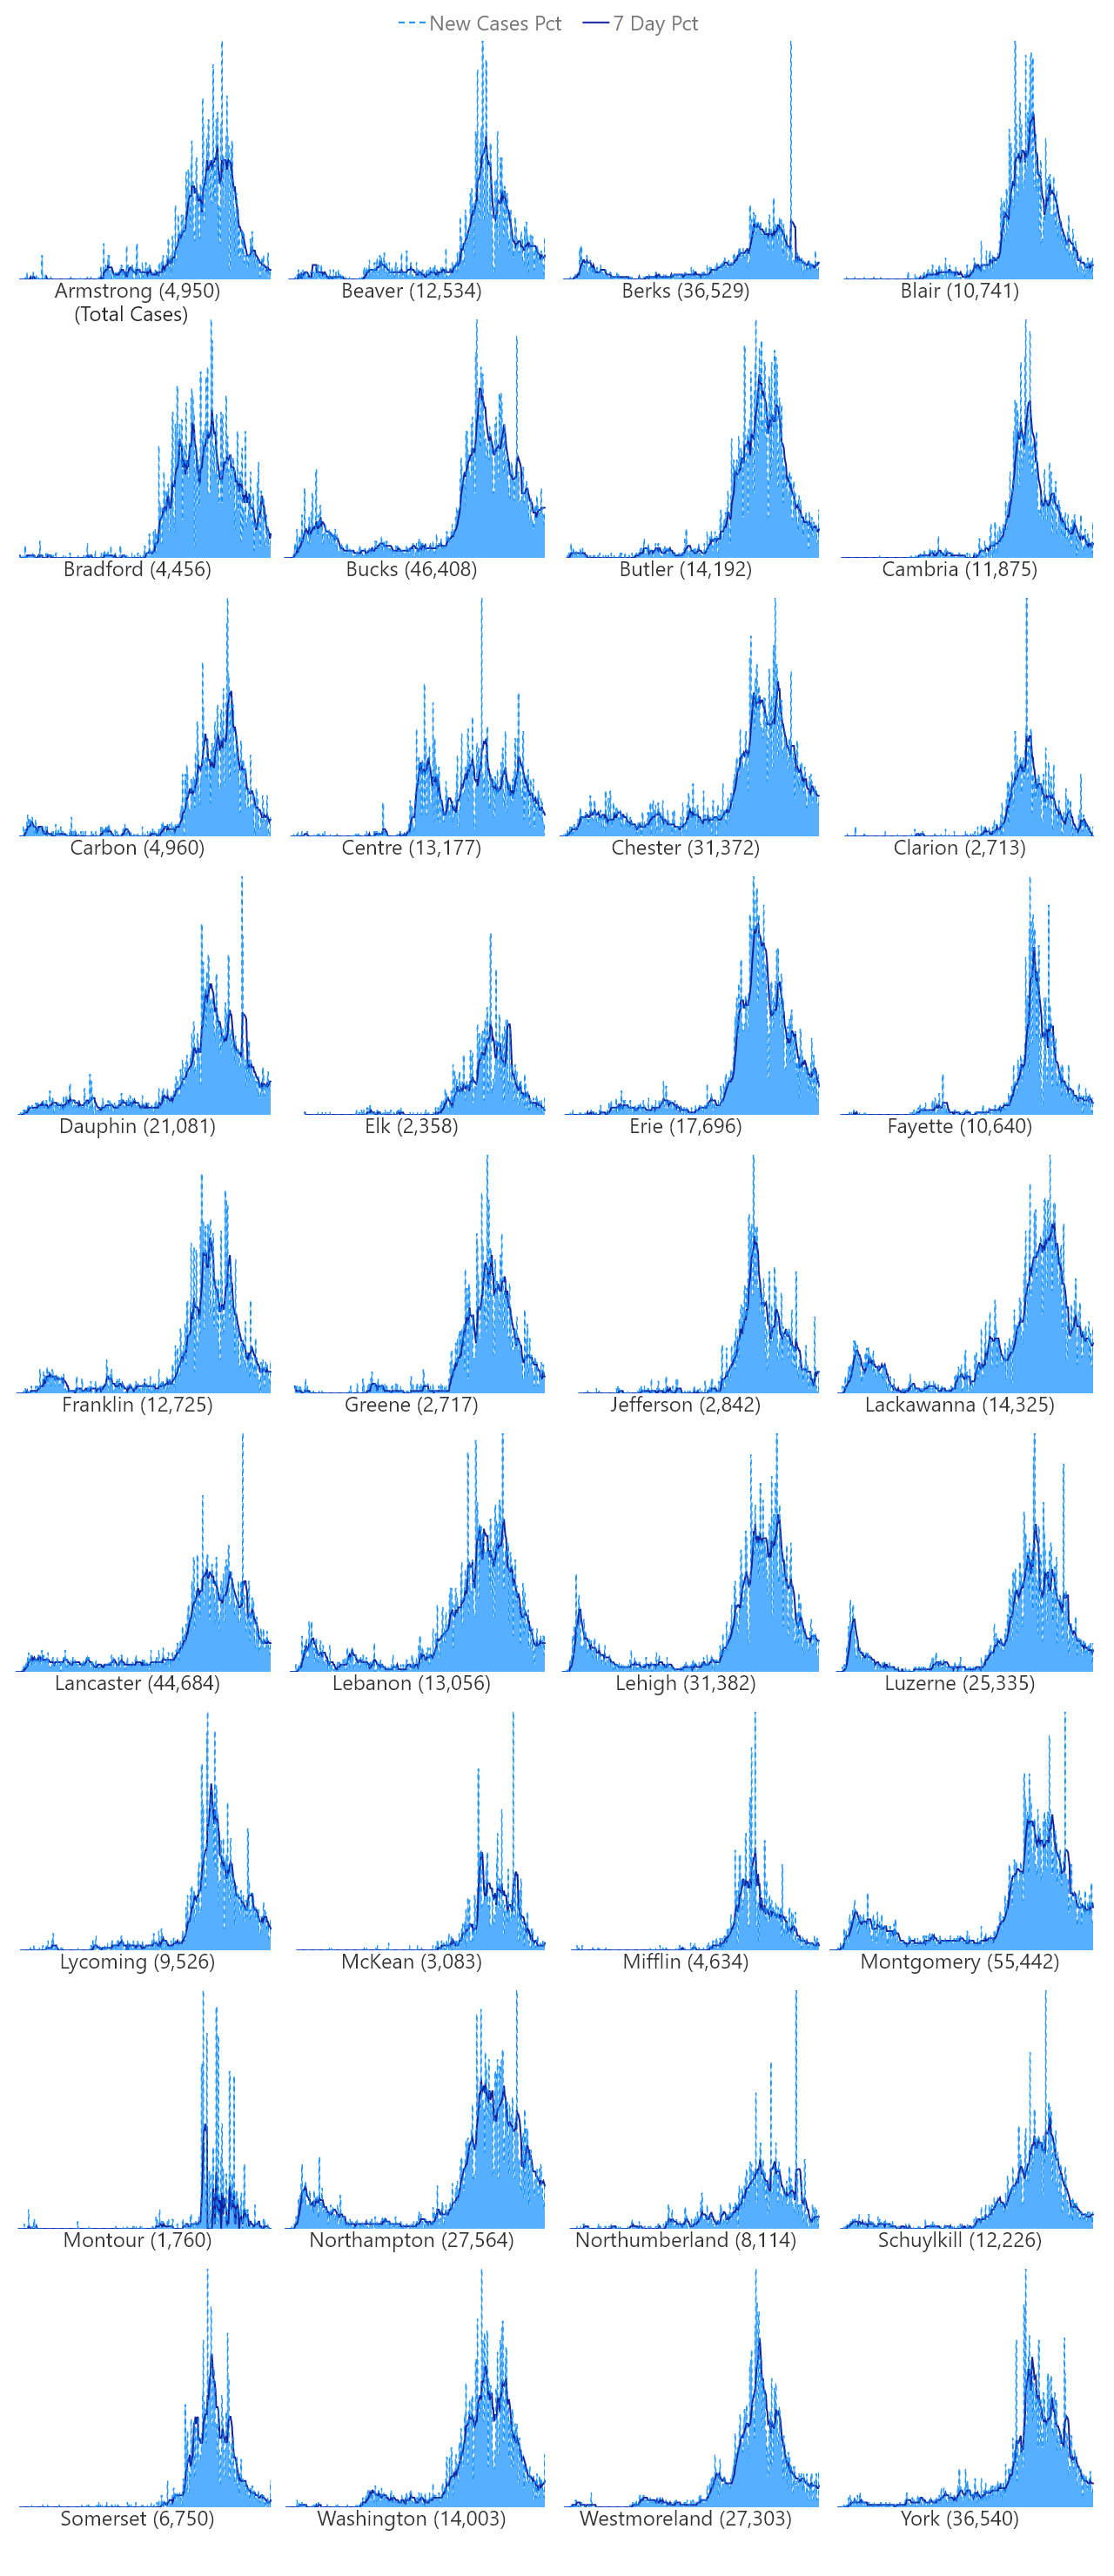 New Cases Pct 7 Day Pct
Armstrong (4,950) Beaver (12,534) Berks (36,529) Blair (10,741)
(Total Cases)
Bradford (4,456) Bucks (46,408) Butler (14,192) Cambria (11,875)
Carbon (4,960) Centre (13,177) Chester (31,372) Clarion (2,713)
Dauphin (21,081) Elk (2,358) Erie (17,696) Fayette (10,640)
Franklin (12,725) Greene (2,717) Jefferson (2,842) Lackawanna (14,325)
Lancaster (44,684) Lebanon (13,056) Lehigh (31,382) Luzerne (25,335)
Lycoming (9,526) McKean (3,083) Mifflin (4,634) Montgomery (55,442)
Montour (1,760) Northampton (27,564) Northumberland (8,114) Schuylkill (12,226)
Somerset (6,750) Washington (14,003) Westmoreland (27,303) York (36,540)